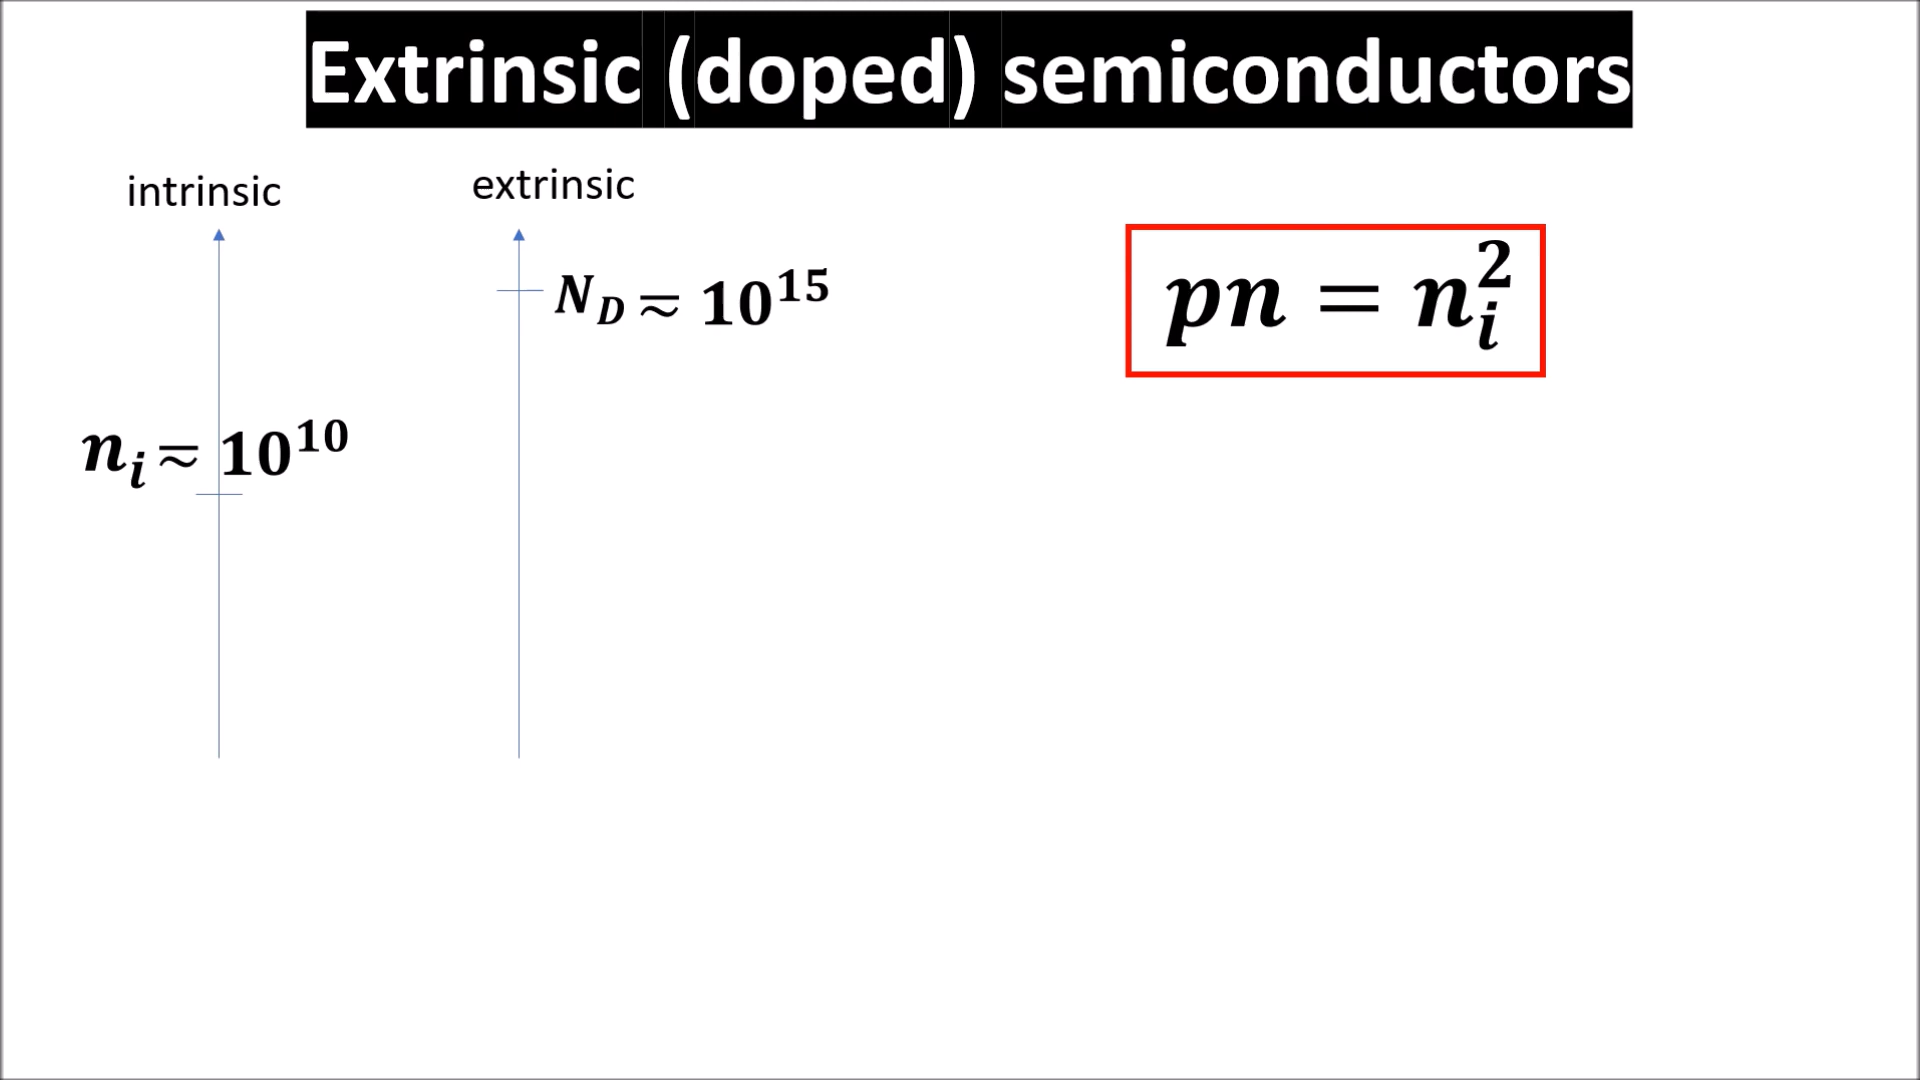 Extrinsic (doped) semiconductors
intrinsic
extrinsic
N_D ≈ 10^15
pn = n_i^2
n_i ≈ 10^10